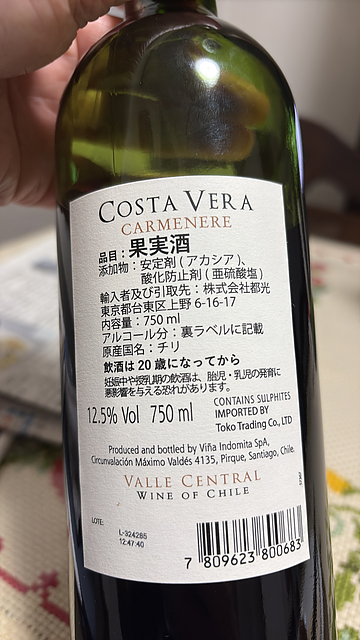 COSTA VERA
CARMENERE
品目：果実酒
添加物：安定剤(アカシア)、
酸化防止剤(亜硫酸塩)
輸入者及び引取先：株式会社都光
東京都台東区上野 6-16-17
内容量：750 ml
アルコール分：裏ラベルに記載
原産国名：チリ
飲酒は 20 歳になってから
妊娠中や授乳期の飲酒は、胎児・乳児の発育に
悪影響を与える恐れがあります。
12.5% Vol 750 ml
CONTAINS SULPHITES
IMPORTED BY
Toko Trading Co., LTD
Produced and bottled by Viña Indomita SpA,
Circunvalación Máximo Valdés 4135, Pirque, Santiago, Chile.
VALLE CENTRAL
WINE OF CHILE
LOTE:
L-324285
12:47:40
7 809623 800683